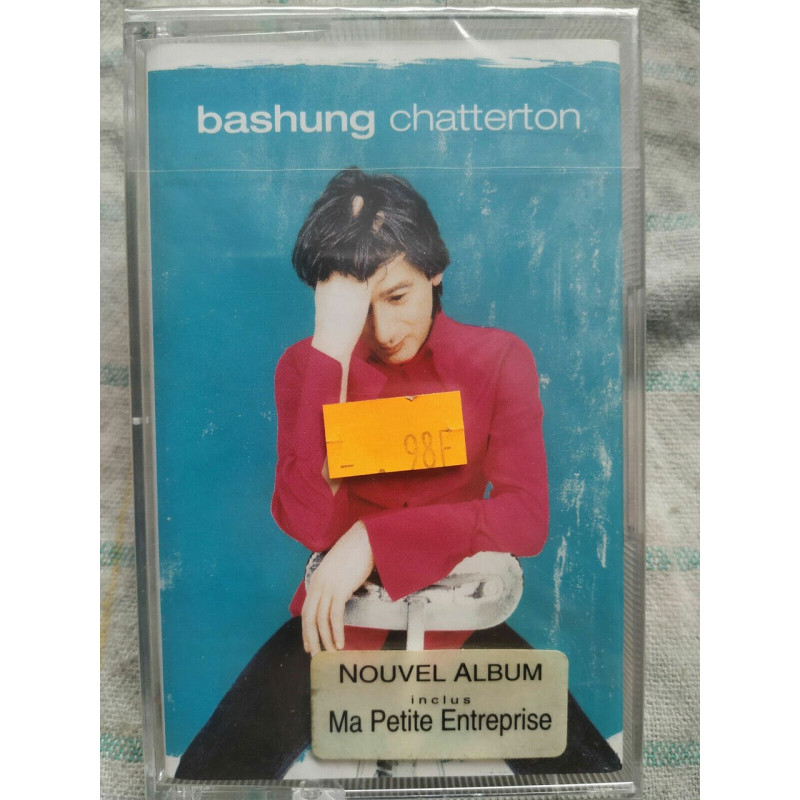 bashung chatterton
- . 98F
NOUVEL ALBUM
inclus
Ma Petite Entreprise